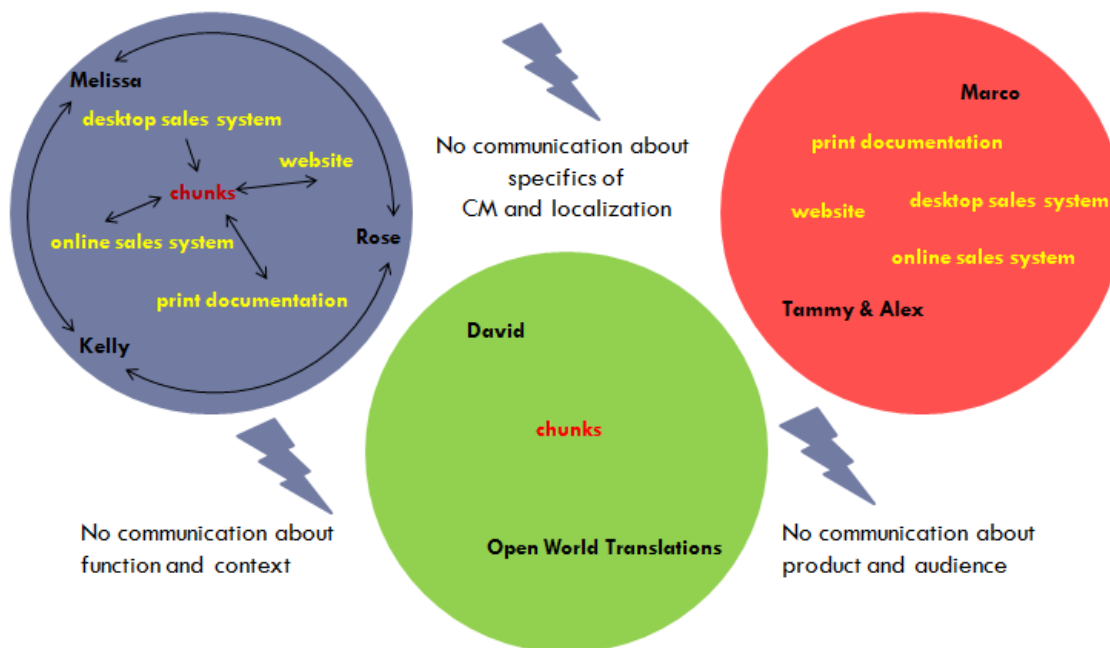 Melissa
desktop sales system
website
chunks
online sales system
Rose
print documentation
Kelly
No communication about
specifics of
CM and localization
Marco
print documentation
website
desktop sales system
online sales system
Tammy & Alex
David
chunks
Open World Translations
No communication about
function and context
No communication about
product and audience